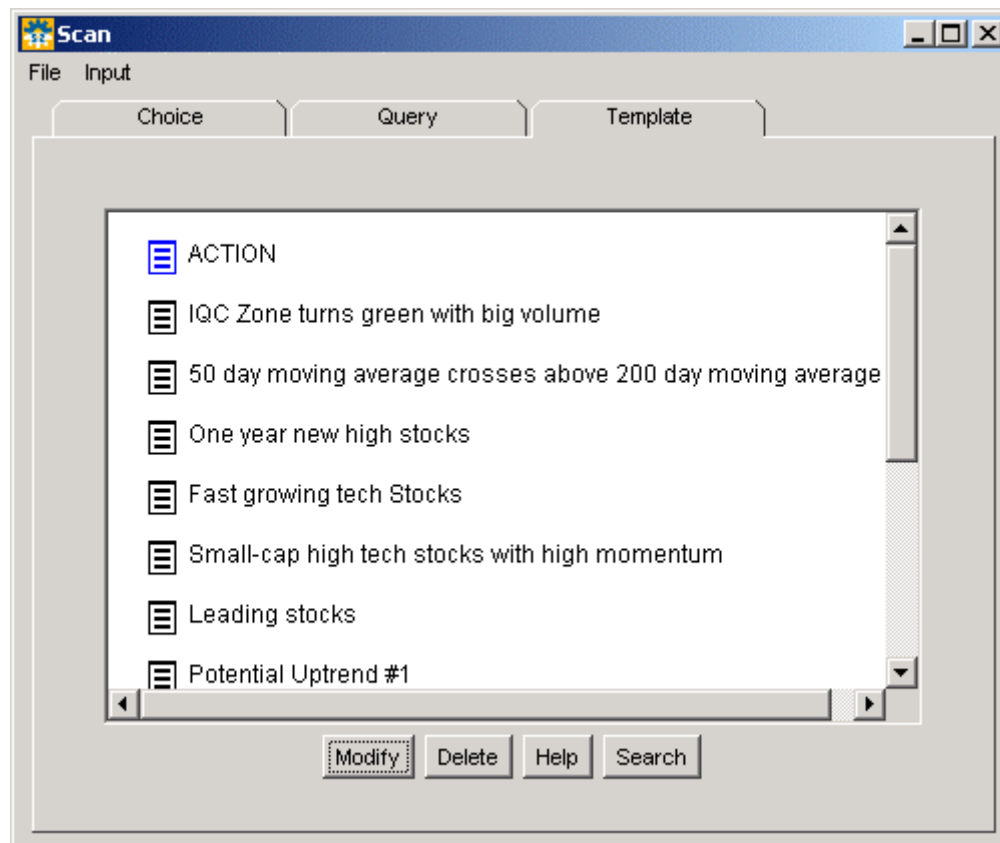 Scan
File Input
Choice Query Template
ACTION
IQC Zone turns green with big volume
50 day moving average crosses above 200 day moving average
One year new high stocks
Fast growing tech Stocks
Small-cap high tech stocks with high momentum
Leading stocks
Potential Uptrend #1
Modify Delete Help Search